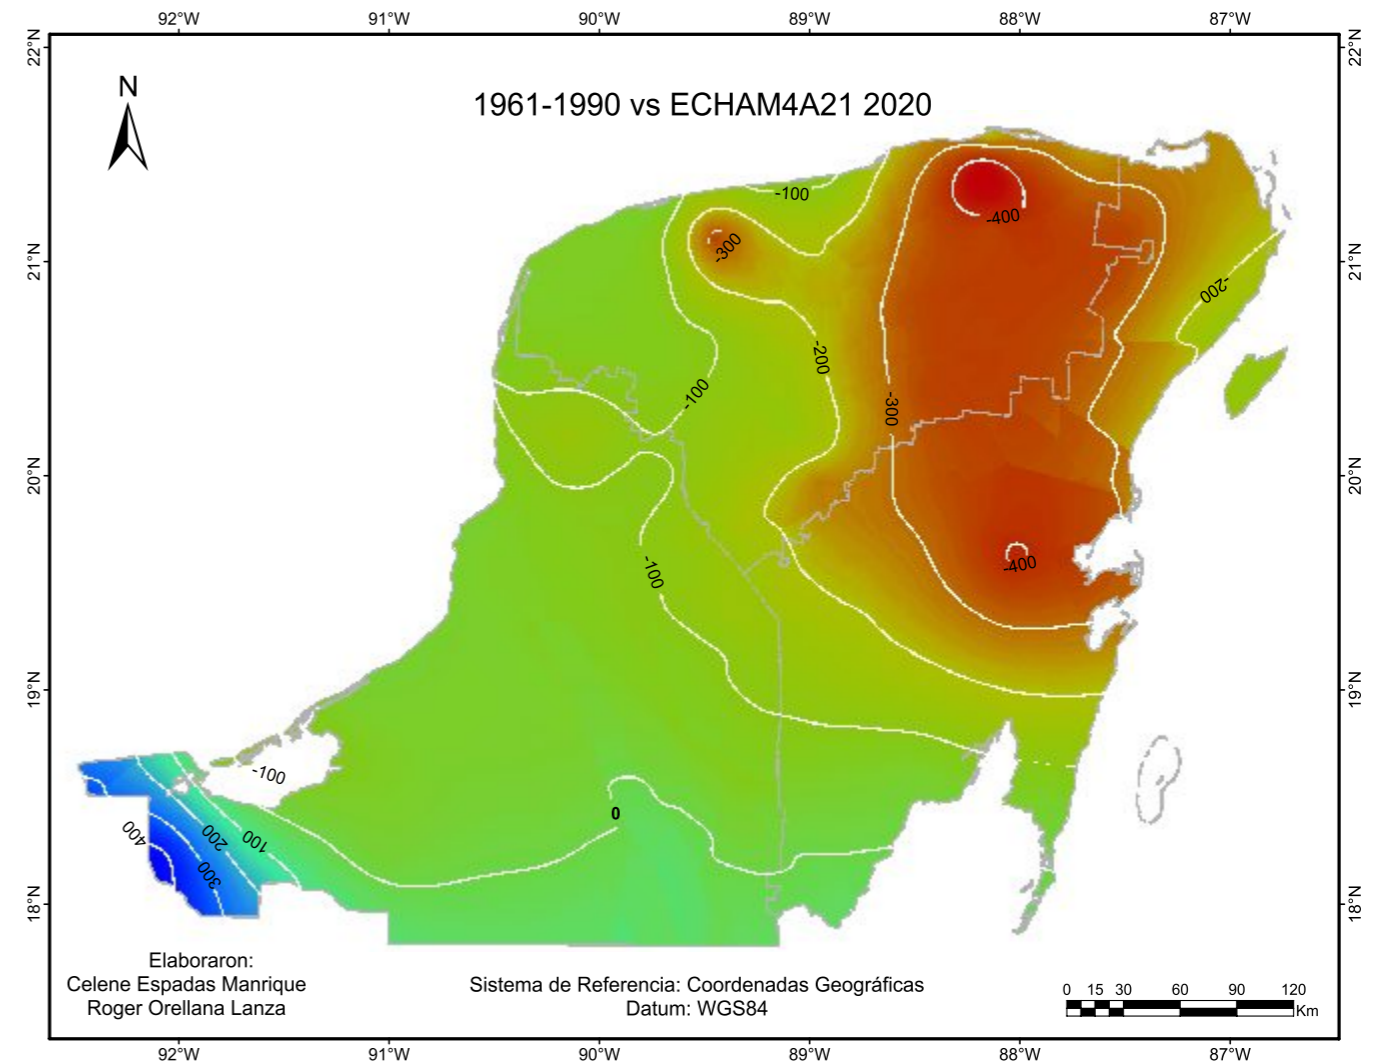 92°W 91°W 90°W 89°W 88°W 87°W
22°N 22°N
N
1961-1990 vs ECHAM4A21 2020
-100
-400
-300
21°N 21°N
-200
-200
-100
-300
20°N 20°N
-100
-400
19°N 19°N
-100
0
400
200
100
300
18°N 18°N
Elaboraron:
Celene Espadas Manrique
Roger Orellana Lanza
Sistema de Referencia: Coordenadas Geográficas
Datum: WGS84
0 15 30 60 90 120
Km
92°W 91°W 90°W 89°W 88°W 87°W